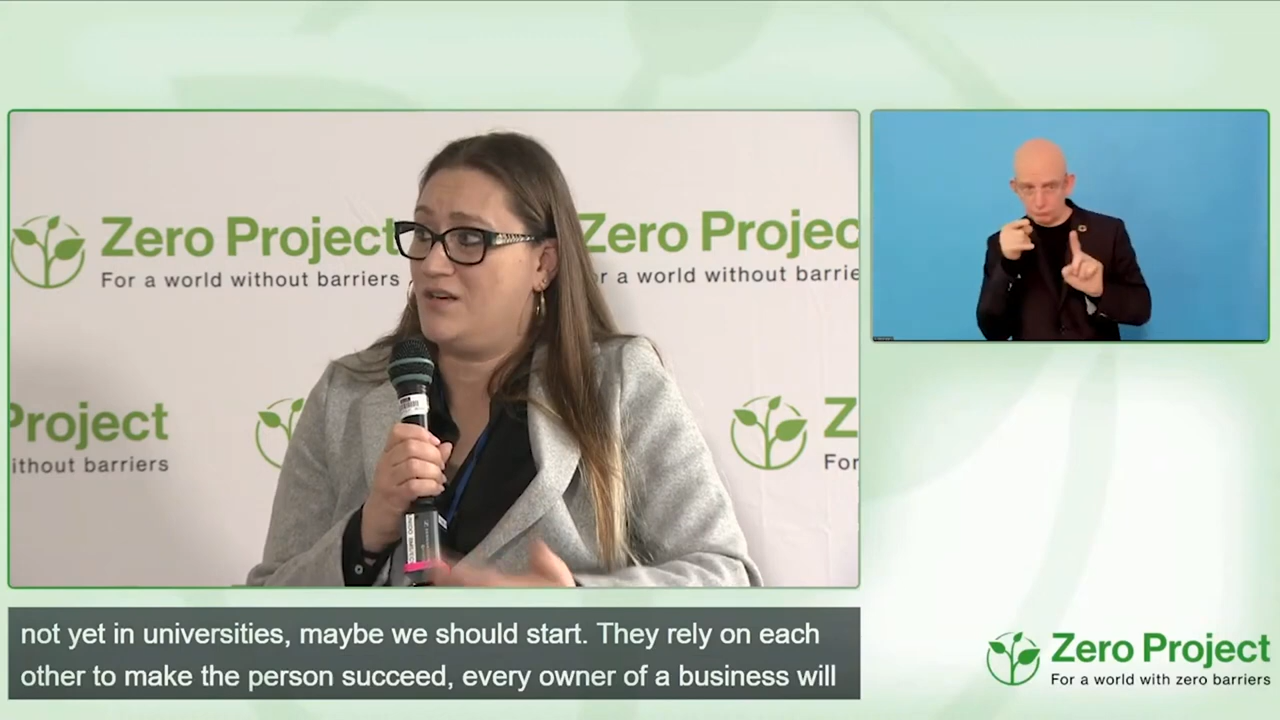 Zero Project
For a world without barriers
Zero Projec
or a world without barrie
Project
ithout barriers
Z
For
not yet in universities, maybe we should start. They rely on each
other to make the person succeed, every owner of a business will
Zero Project
For a world with zero barriers